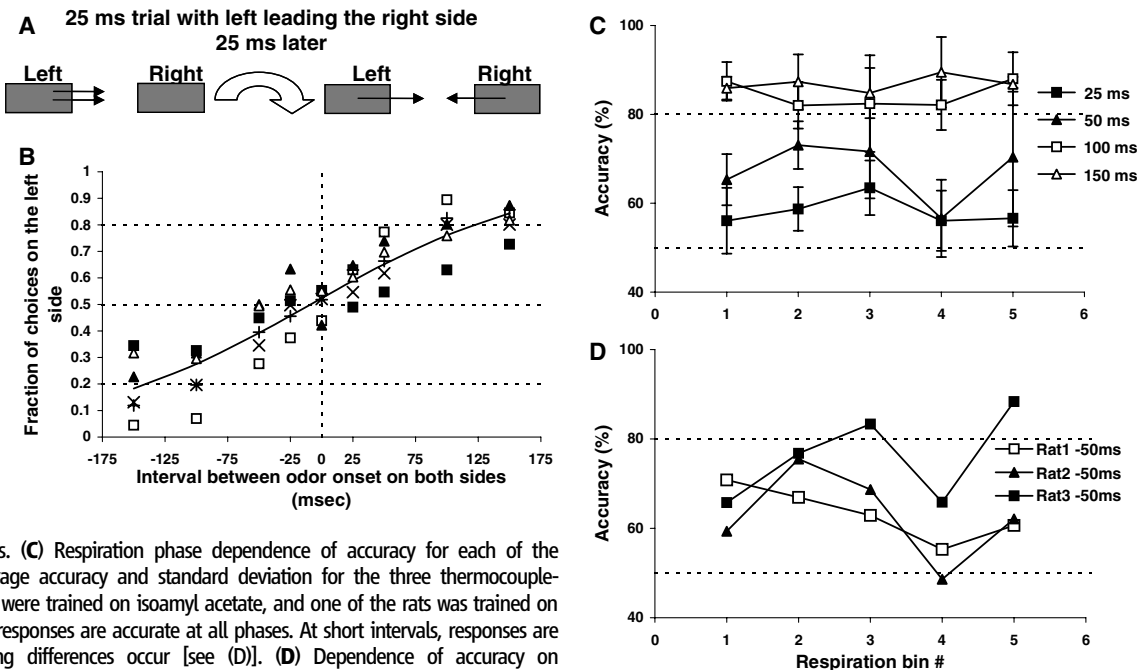 A
25 ms trial with left leading the right side
25 ms later
Left
Right
Left
Right
B
Fraction of choices on the left
side
1
0.9
0.8
0.7
0.6
0.5
0.4
0.3
0.2
0.1
0
-175
-125
-75
-25
0
25
75
125
175
Interval between odor onset on both sides
(msec)
s. (C) Respiration phase dependence of accuracy for each of the
rage accuracy and standard deviation for the three thermocouple-
were trained on isoamyl acetate, and one of the rats was trained on
responses are accurate at all phases. At short intervals, responses are
ng differences occur [see (D)]. (D) Dependence of accuracy on
C
Accuracy (%)
100
80
60
40
0
1
2
3
4
5
6
25 ms
50 ms
100 ms
150 ms
D
Accuracy (%)
100
80
60
40
0
1
2
3
4
5
6
Rat1 -50ms
Rat2 -50ms
Rat3 -50ms
Respiration bin #